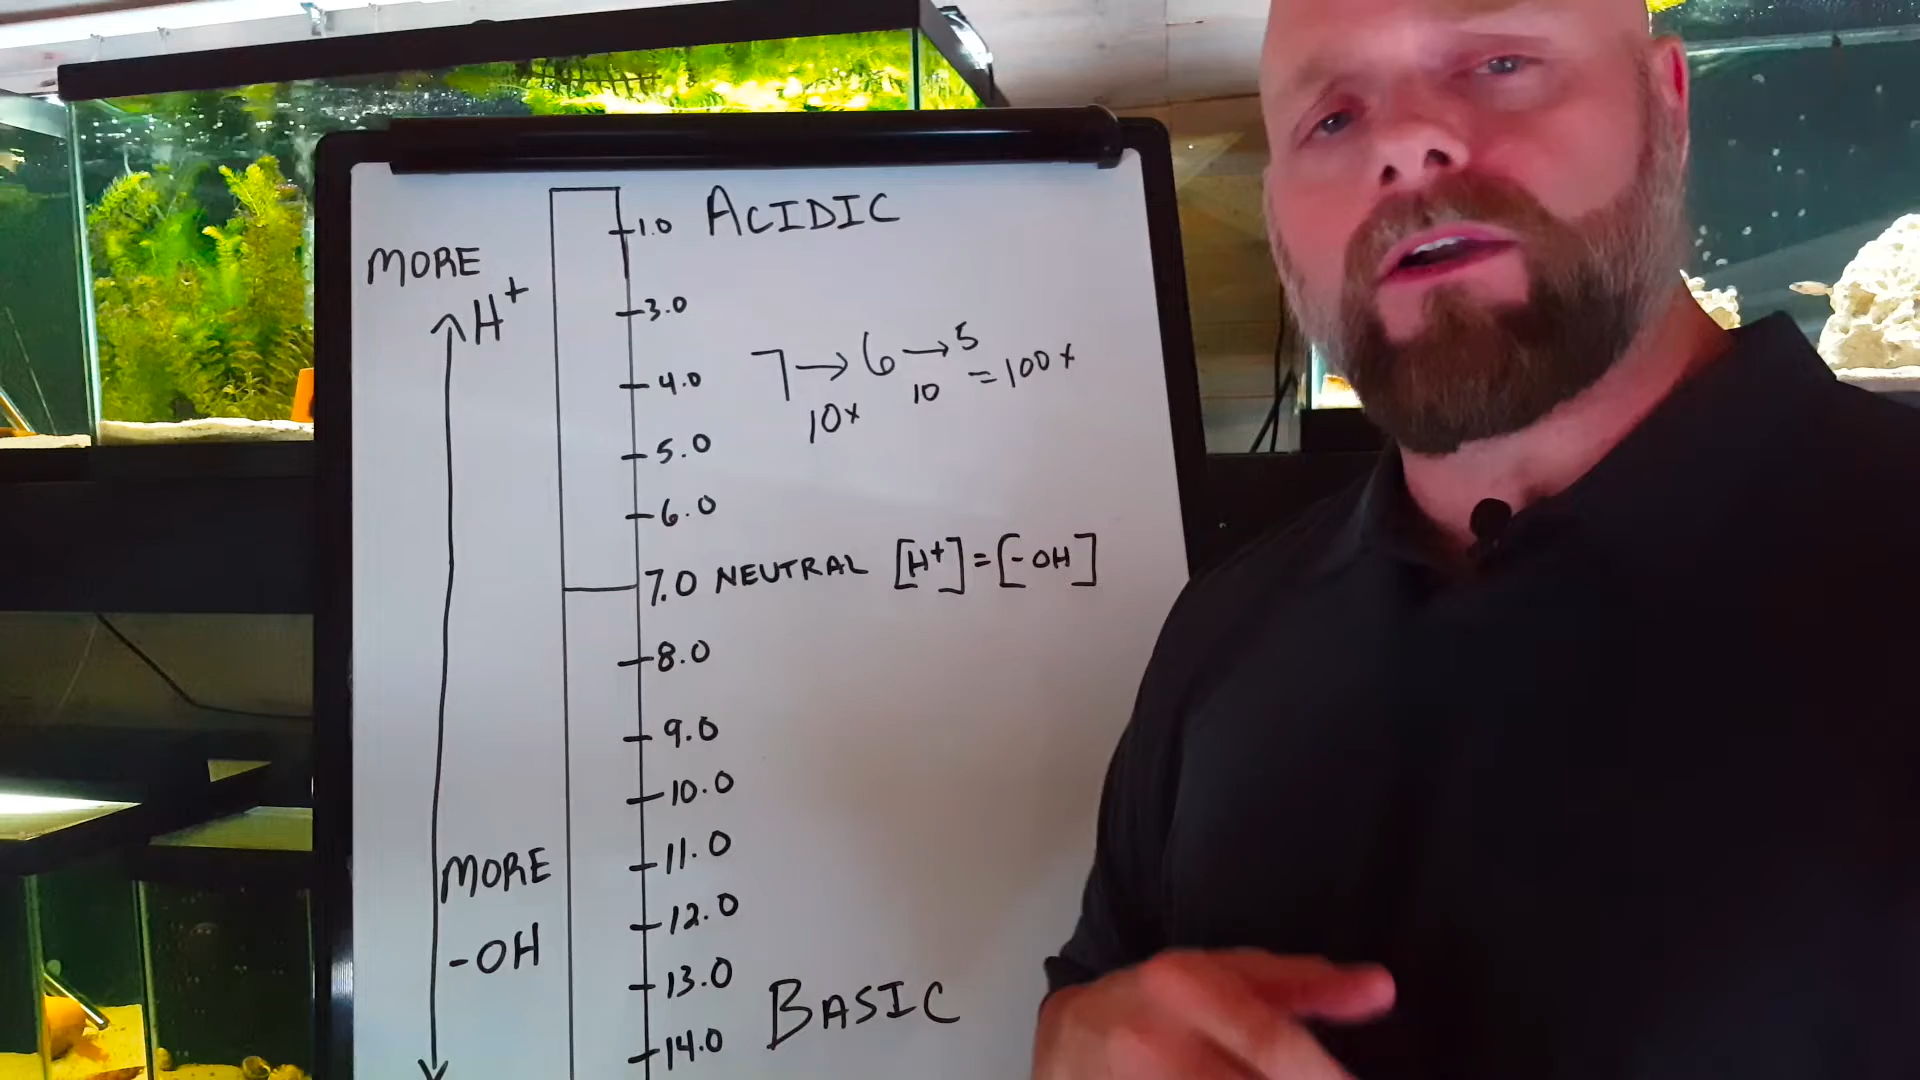 1.0 ACIDIC
MORE
H+
3.0
4.0
7→6→5
10x 10 =100x
5.0
6.0
7.0 NEUTRAL [H+]=[-OH]
8.0
9.0
10.0
11.0
MORE
-OH
12.0
13.0
BASIC
14.0